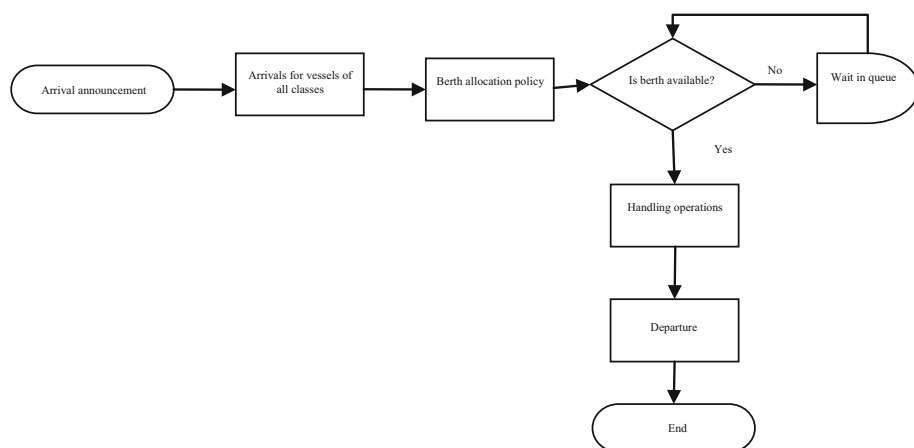 Arrival announcement
Arrivals for vessels of
all classes
Berth allocation policy
Is berth available?
No
Wait in queue
Yes
Handling operations
Departure
End